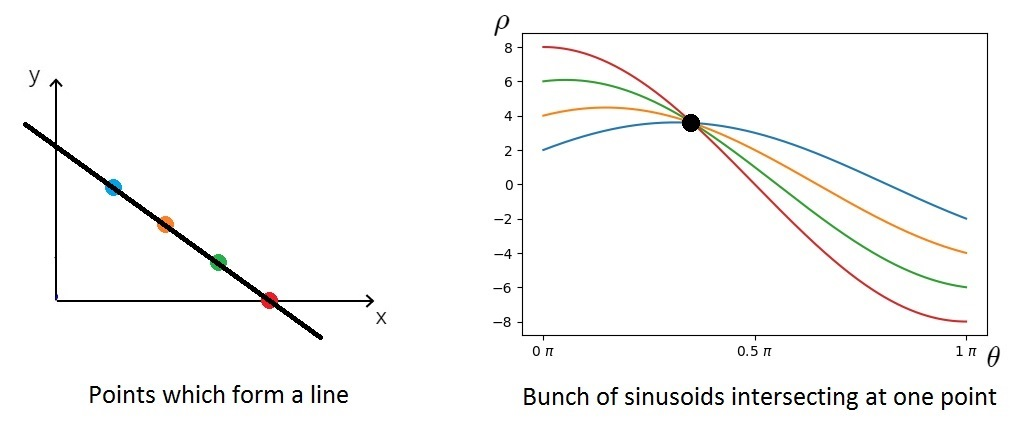 y
x
Points which form a line
ρ
8
6
4
2
0
−2
−4
−6
−8
0 π
0.5 π
1 π
θ
Bunch of sinusoids intersecting at one point